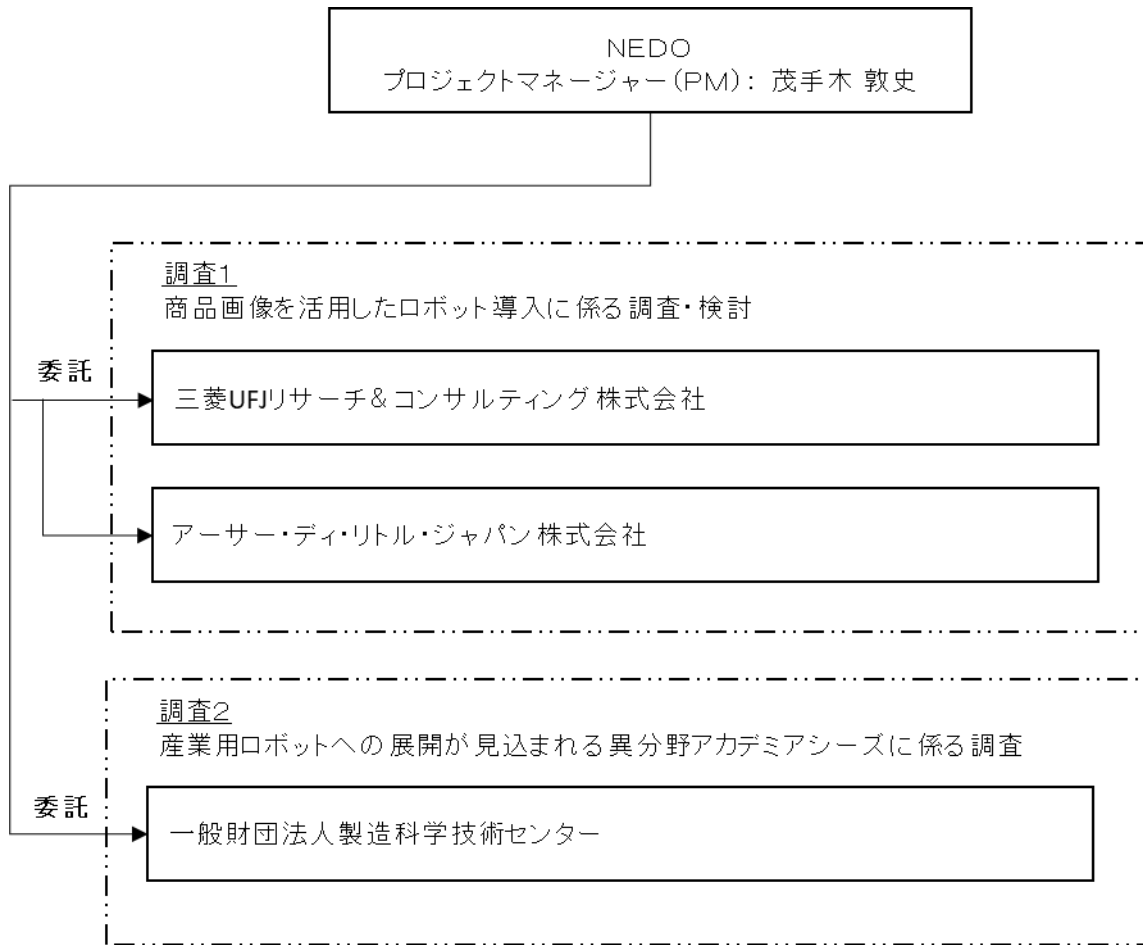 NEDO
プロジェクトマネージャー(PM): 茂手木 敦史
調査1
商品画像を活用したロボット導入に係る調査・検討
委託
三菱UFJリサーチ&コンサルティング 株式会社
アーサー・ディ・リトル・ジャパン 株式会社
調査2
産業用ロボットへの展開が見込まれる異分野アカデミアシーズに係る調査
委託
一般財団法人製造科学技術センター